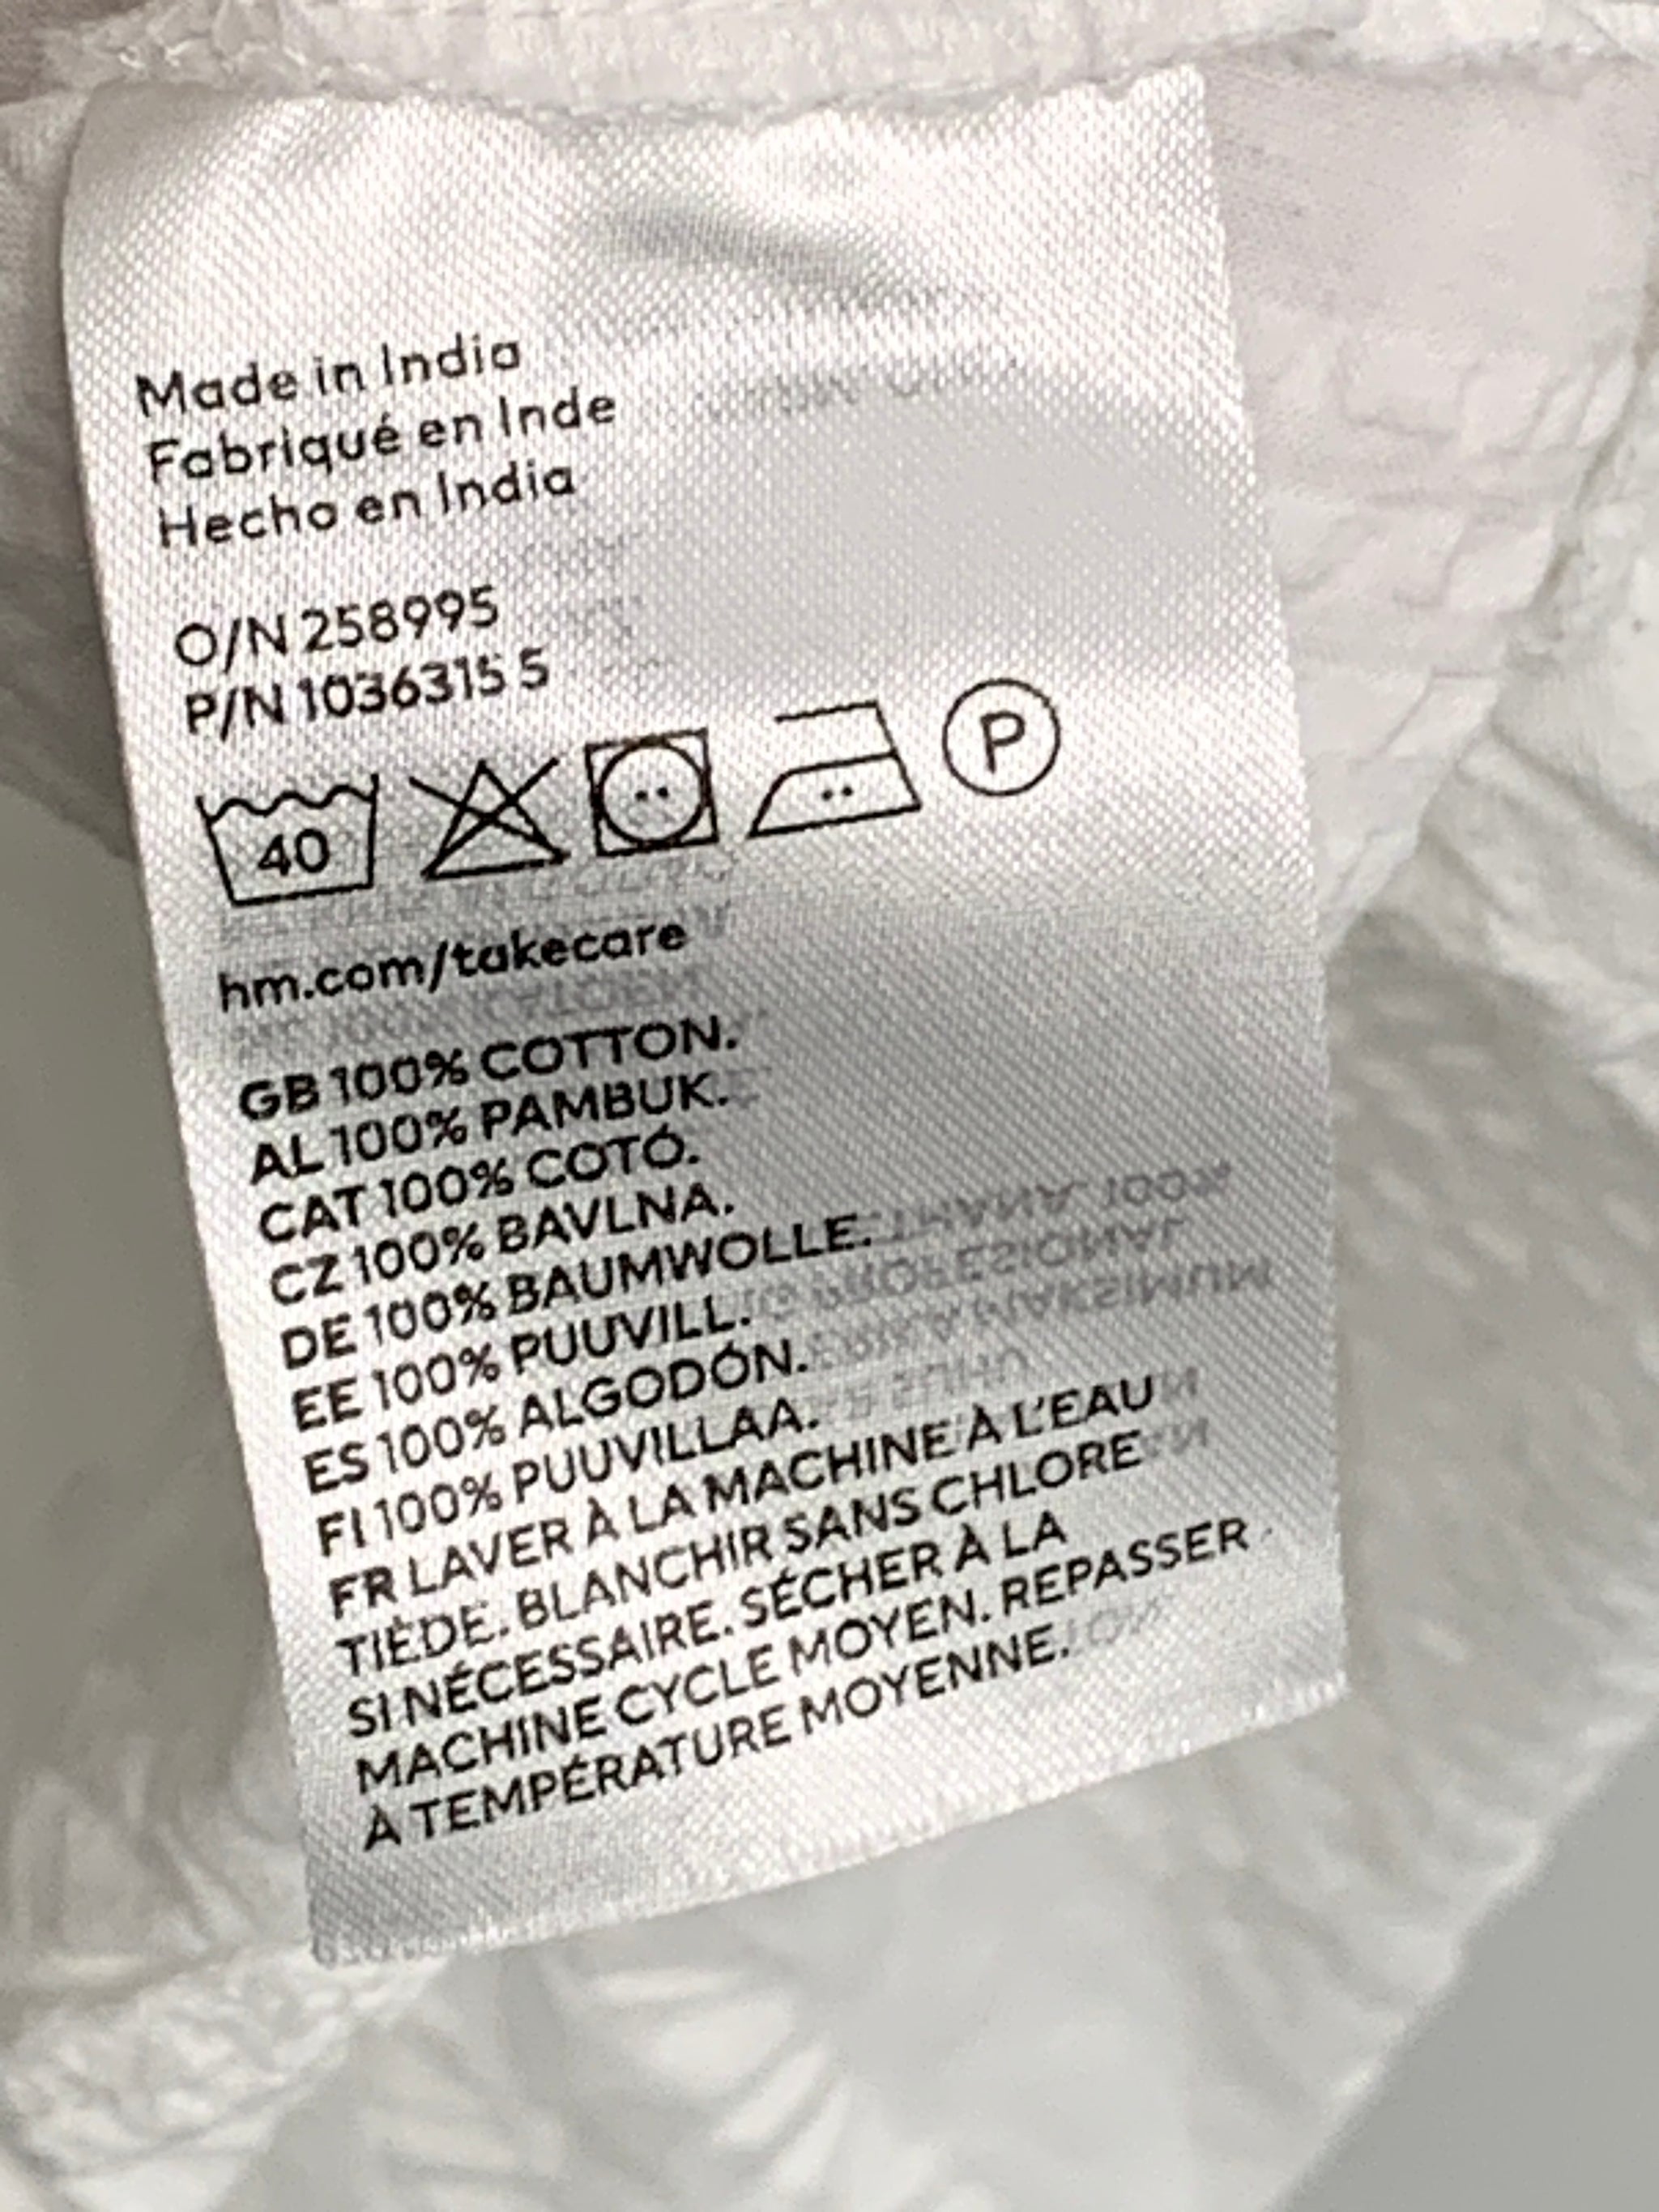 Made in India
Fabriqué en Inde
Hecho en India
O/N 258995
P/N 1036315 5
40
P
hm.com/takecare
GB 100% COTTON.
AL 100% PAMBUK.
CAT 100% COTÓ.
CZ 100% BAVLNA.
DE 100% BAUMWOLLE.
EE 100% PUUVILL.
ES 100% ALGODÓN.
FI 100% PUUVILLAA.
FR LAVER À LA MACHINE À L'EAU
TIÈDE. BLANCHIR SANS CHLORE
SI NÉCESSAIRE. SÉCHER À LA
MACHINE CYCLE MOYEN. REPASSER
À TEMPÉRATURE MOYENNE.